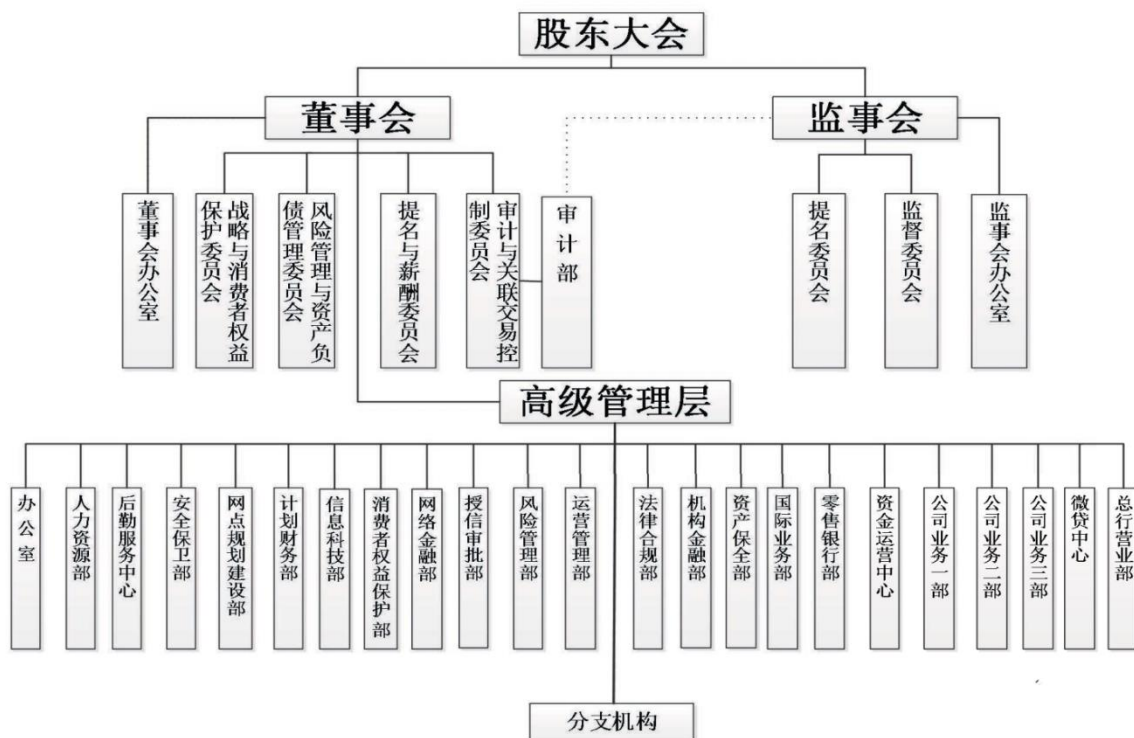 股东大会
董事会
监事会
董事会办公室
战略与消费者权益
保护委员会
风险管理与资产负
债管理委员会
提名与薪酬委员会
审计与关联交易控
制委员会
审计部
提名委员会
监督委员会
监事会办公室
高级管理层
办公室
人力资源部
后勤服务中心
安全保卫部
网点规划建设部
计划财务部
信息科技部
消费者权益保护部
网络金融部
授信审批部
风险管理部
运营管理部
法律合规部
机构金融部
资产保全部
国际业务部
零售银行部
资金运营中心
公司业务一部
公司业务二部
公司业务三部
微贷中心
总行营业部
分支机构